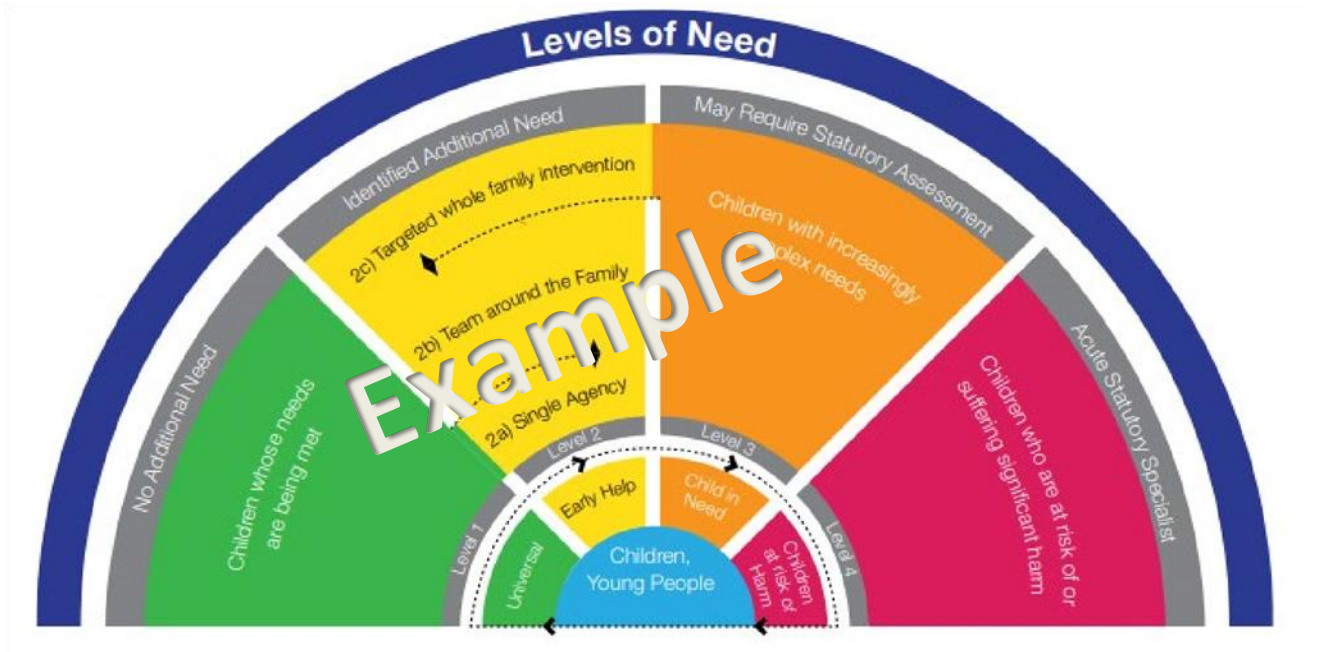 Levels of Need
No Additional Need
Identified Additional Need
May Require Statutory Assessment
Acute Statutory Specialist
Children whose needs
are being met
2c) Targeted whole family intervention
2b) Team around the Family
2a) Single Agency
Children with increasingly
complex needs
Children who are at risk of or
suffering significant harm
Example
Level 1
Level 2
Level 3
Level 4
Universal
Early Help
Child in
Need
Children
at risk of
Harm
Children,
Young People